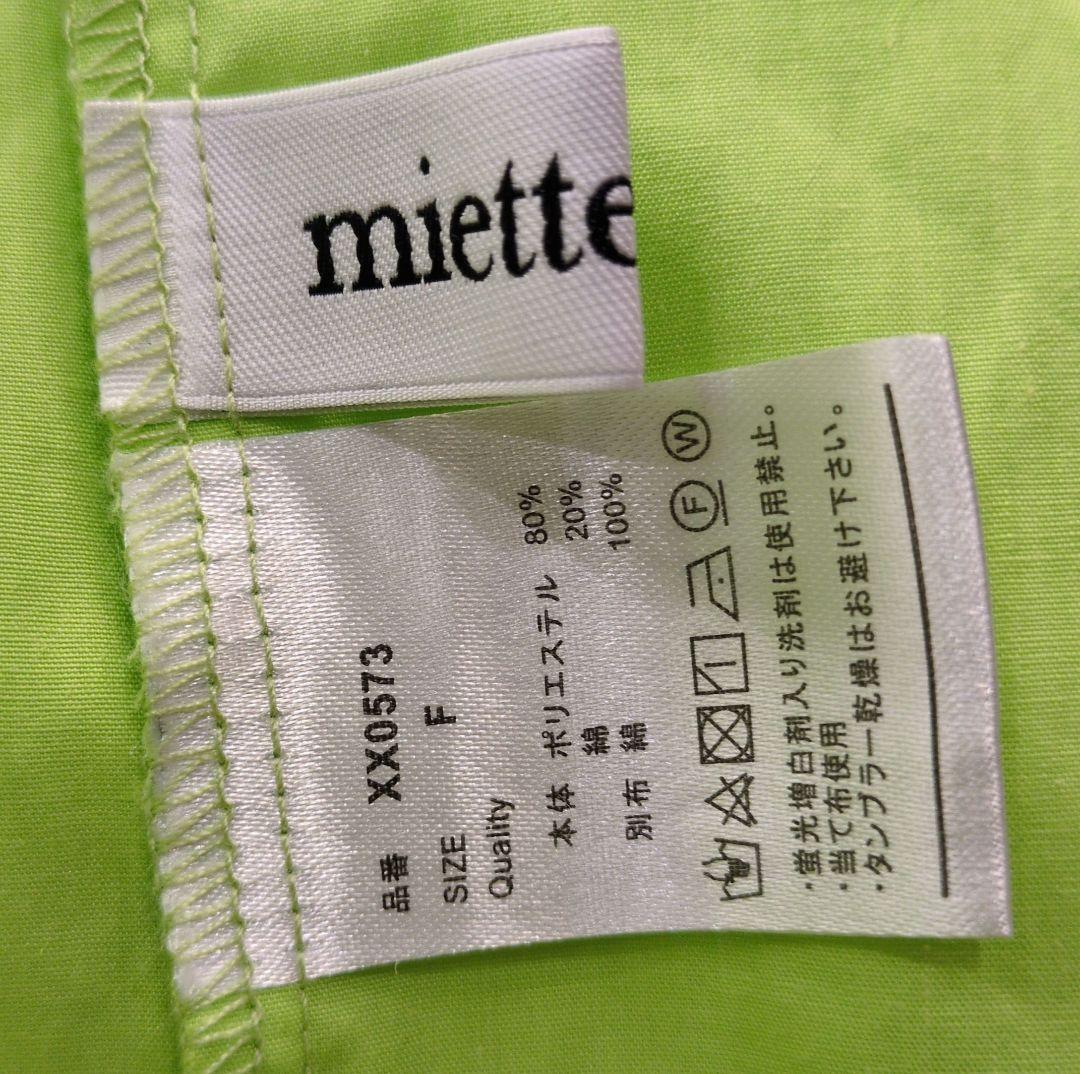 miette
品番 XX0573
SIZE F
Quality
本体 ポリエステル 80%
綿 20%
別布 綿 100%
F W
・蛍光増白剤入り洗剤は使用禁止。
・当て布使用
・タンブラー乾燥はお避け下さい。